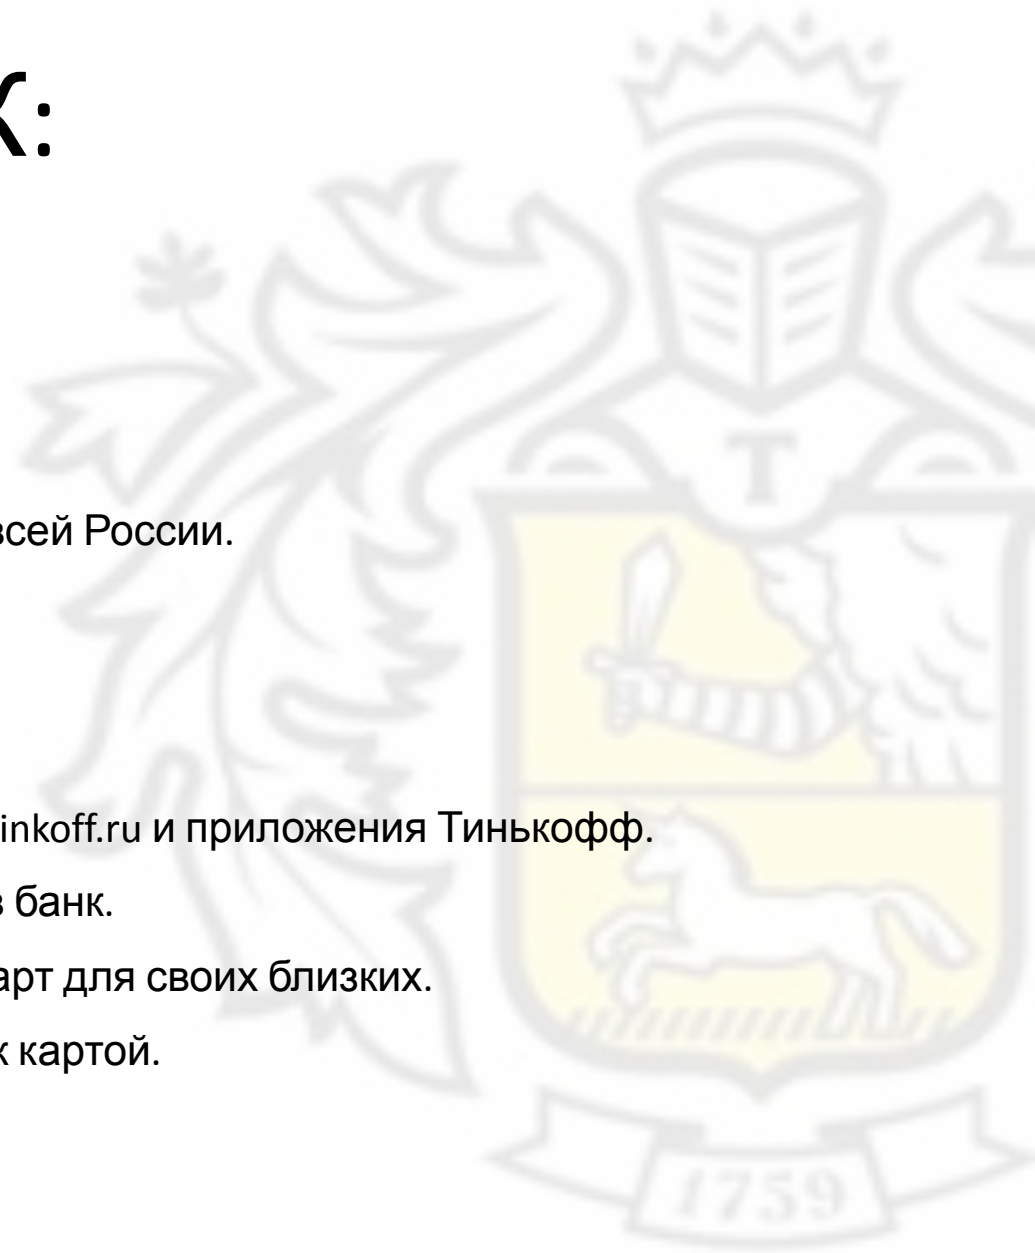 К:
всей России.
inkoff.ru и приложения Тинькофф.
в банк.
арт для своих близких.
х картой.
Т
1759